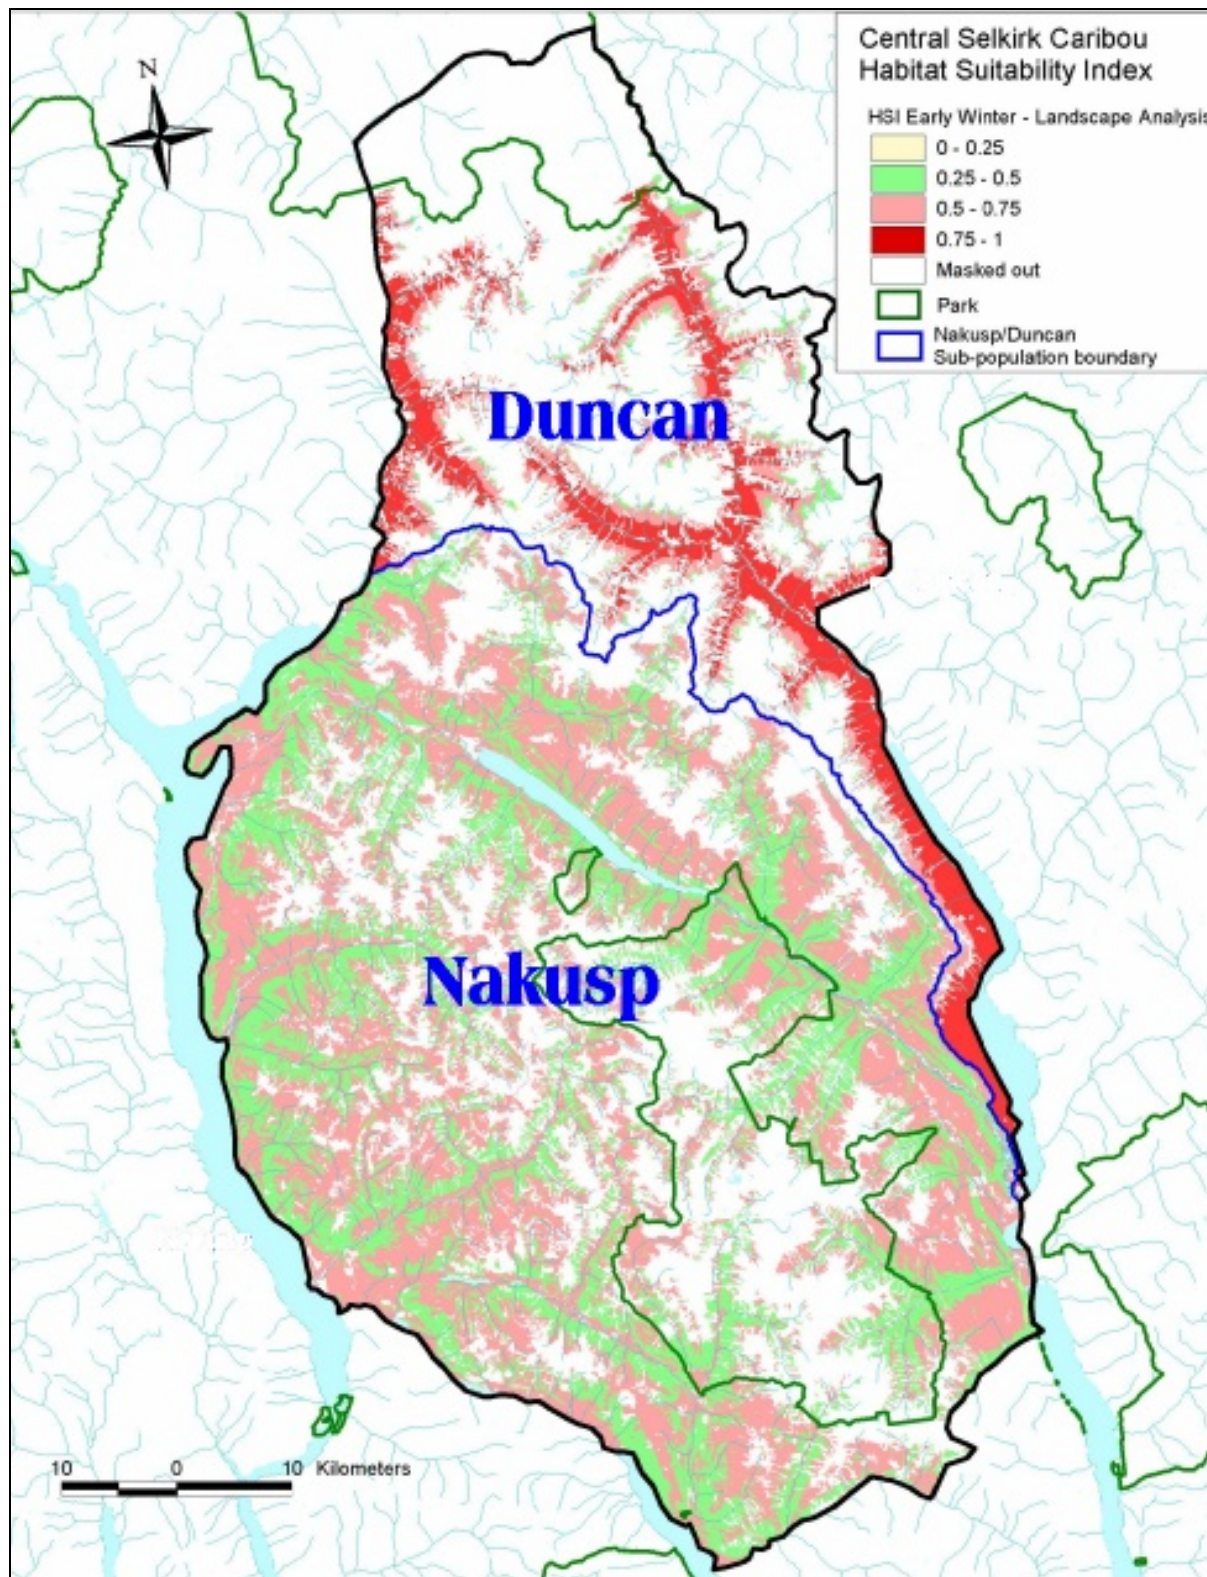 Central Selkirk Caribou
Habitat Suitability Index
HSI Early Winter - Landscape Analysis
0 - 0.25
0.25 - 0.5
0.5 - 0.75
0.75 - 1
Masked out
Park
Nakusp/Duncan
Sub-population boundary
N
Duncan
Nakusp
10 0 10 Kilometers